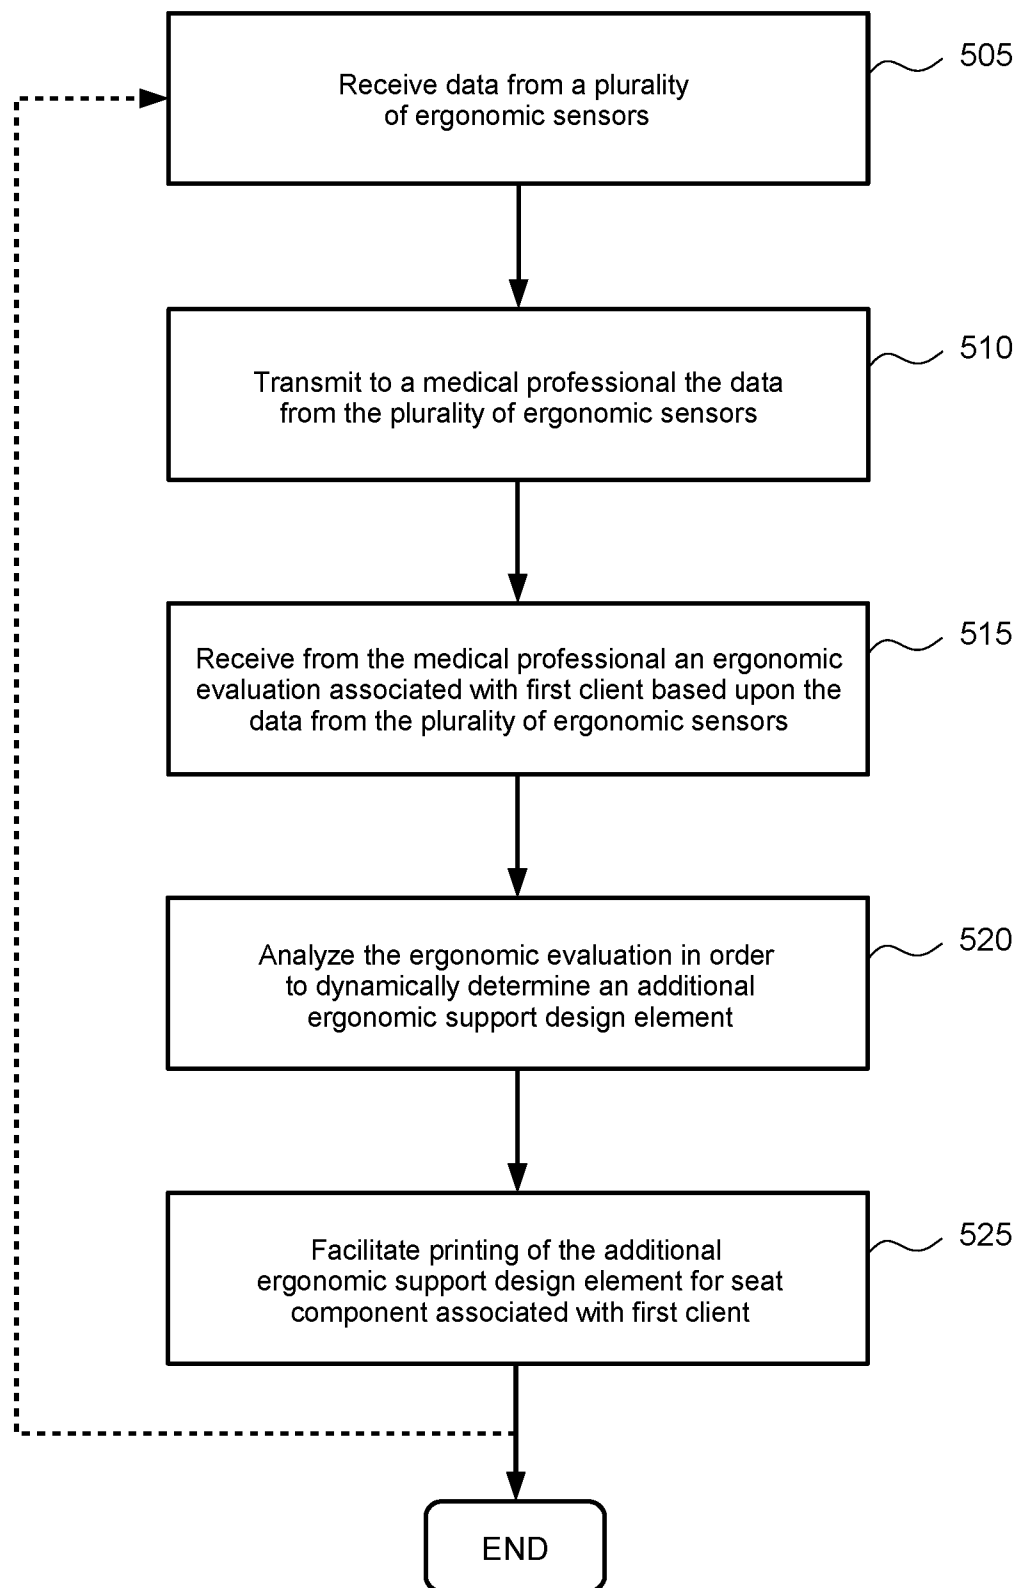 Receive data from a plurality
of ergonomic sensors
505
Transmit to a medical professional the data
from the plurality of ergonomic sensors
510
Receive from the medical professional an ergonomic
evaluation associated with first client based upon the
data from the plurality of ergonomic sensors
515
Analyze the ergonomic evaluation in order
to dynamically determine an additional
ergonomic support design element
520
Facilitate printing of the additional
ergonomic support design element for seat
component associated with first client
525
END